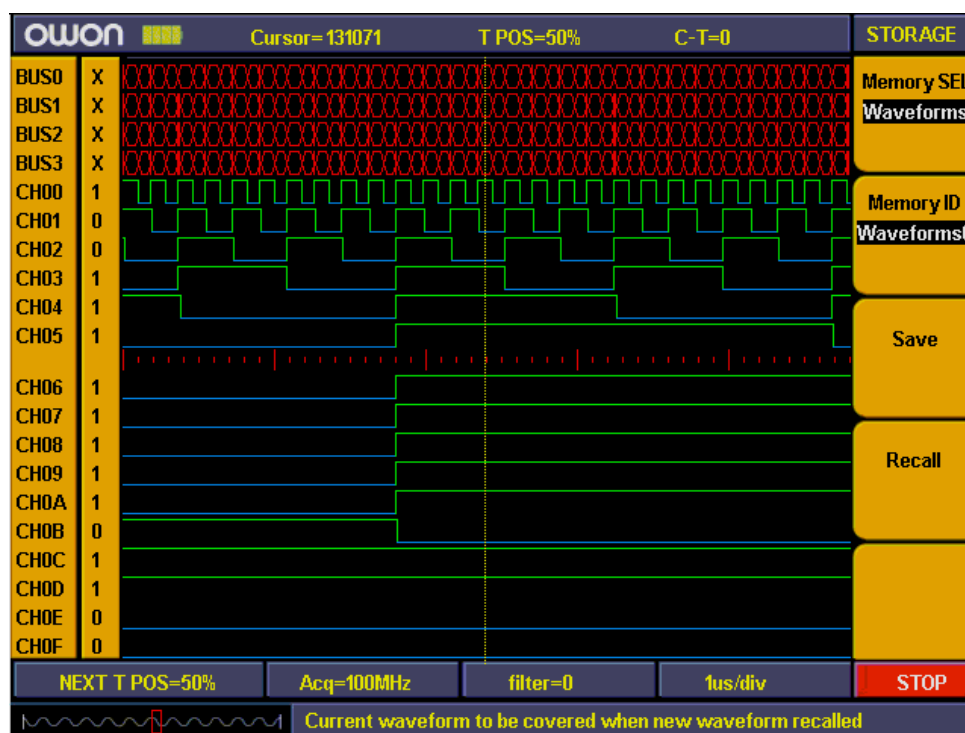 owon Cursor=131071 T POS=50% C-T=0 STORAGE
BUS0 X
BUS1 X
BUS2 X
BUS3 X
CH00 1
CH01 0
CH02 0
CH03 1
CH04 1
CH05 1
CH06 1
CH07 1
CH08 1
CH09 1
CH0A 1
CH0B 0
CH0C 1
CH0D 1
CH0E 0
CH0F 0
Memory SEL
Waveforms
Memory ID
Save
Recall
NEXT T POS=50% Acq=100MHz filter=0 1us/div STOP
Current waveform to be covered when new waveform recalled